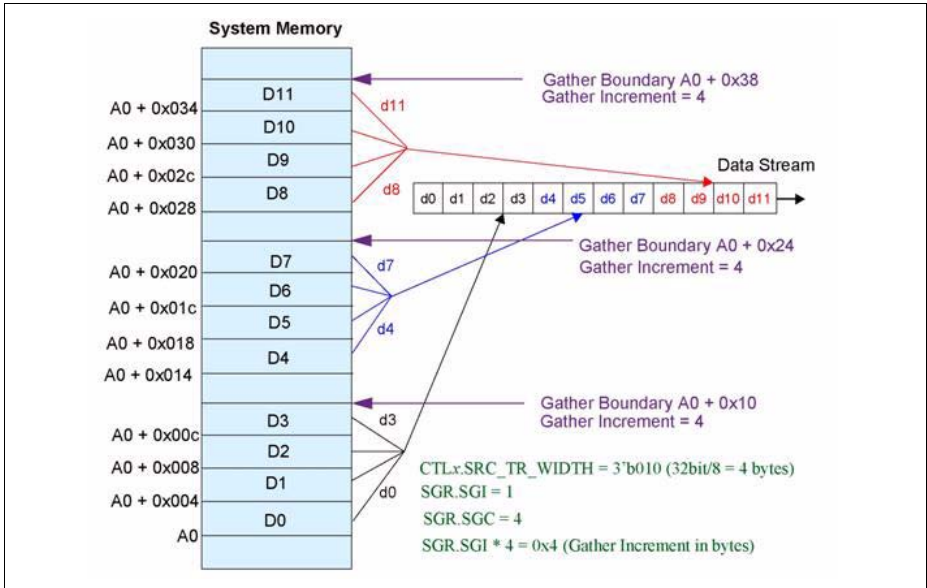 System Memory
Gather Boundary A0 + 0x38
Gather Increment = 4
D11
d11
A0 + 0x034
D10
A0 + 0x030
D9
A0 + 0x02c
D8
d8
A0 + 0x028
Data Stream
d0 d1 d2 d3 d4 d5 d6 d7 d8 d9 d10 d11
Gather Boundary A0 + 0x24
Gather Increment = 4
D7
d7
A0 + 0x020
D6
A0 + 0x01c
D5
d4
A0 + 0x018
D4
A0 + 0x014
Gather Boundary A0 + 0x10
Gather Increment = 4
D3
d3
A0 + 0x00c
D2
A0 + 0x008
D1
d0
A0 + 0x004
D0
A0
CTLx.SRC_TR_WIDTH = 3'b010 (32bit/8 = 4 bytes)
SGR.SGI = 1
SGR.SGC = 4
SGR.SGI * 4 = 0x4 (Gather Increment in bytes)